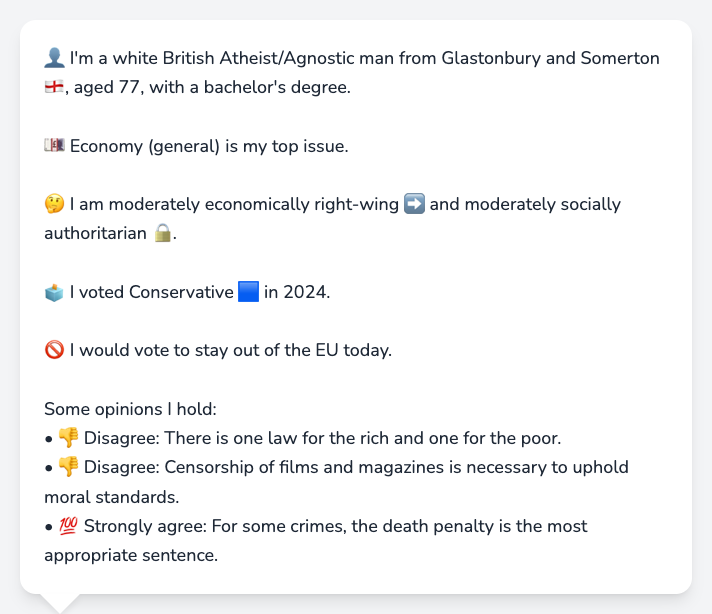 👤 I'm a white British Atheist/Agnostic man from Glastonbury and Somerton
🏴󠁧󠁢󠁥󠁮󠁧󠁿, aged 77, with a bachelor's degree.
💷 Economy (general) is my top issue.
🤔 I am moderately economically right-wing ➡️ and moderately socially
authoritarian 🔒.
🗳️ I voted Conservative 🟦 in 2024.
🚫 I would vote to stay out of the EU today.
Some opinions I hold:
• 👎 Disagree: There is one law for the rich and one for the poor.
• 👎 Disagree: Censorship of films and magazines is necessary to uphold
moral standards.
• 💯 Strongly agree: For some crimes, the death penalty is the most
appropriate sentence.